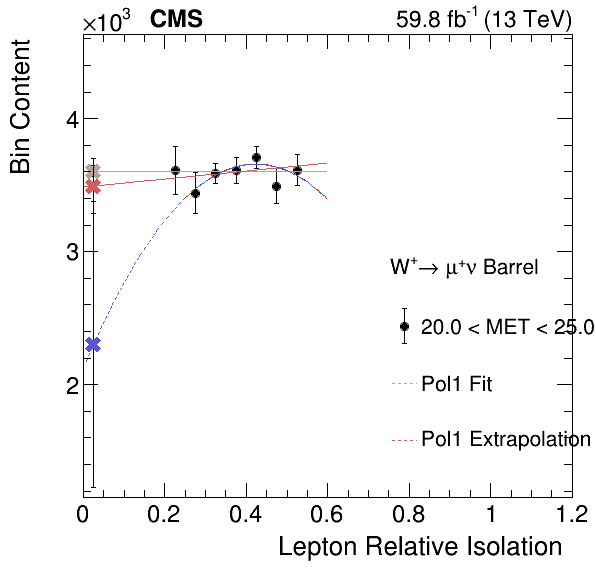 ×10³ CMS 59.8 fb⁻¹ (13 TeV)
Bin Content
4
3
2
W⁺→ μ⁺ν Barrel
20.0 < MET < 25.0
Pol1 Fit
Pol1 Extrapolation
0 0.2 0.4 0.6 0.8 1 1.2
Lepton Relative Isolation